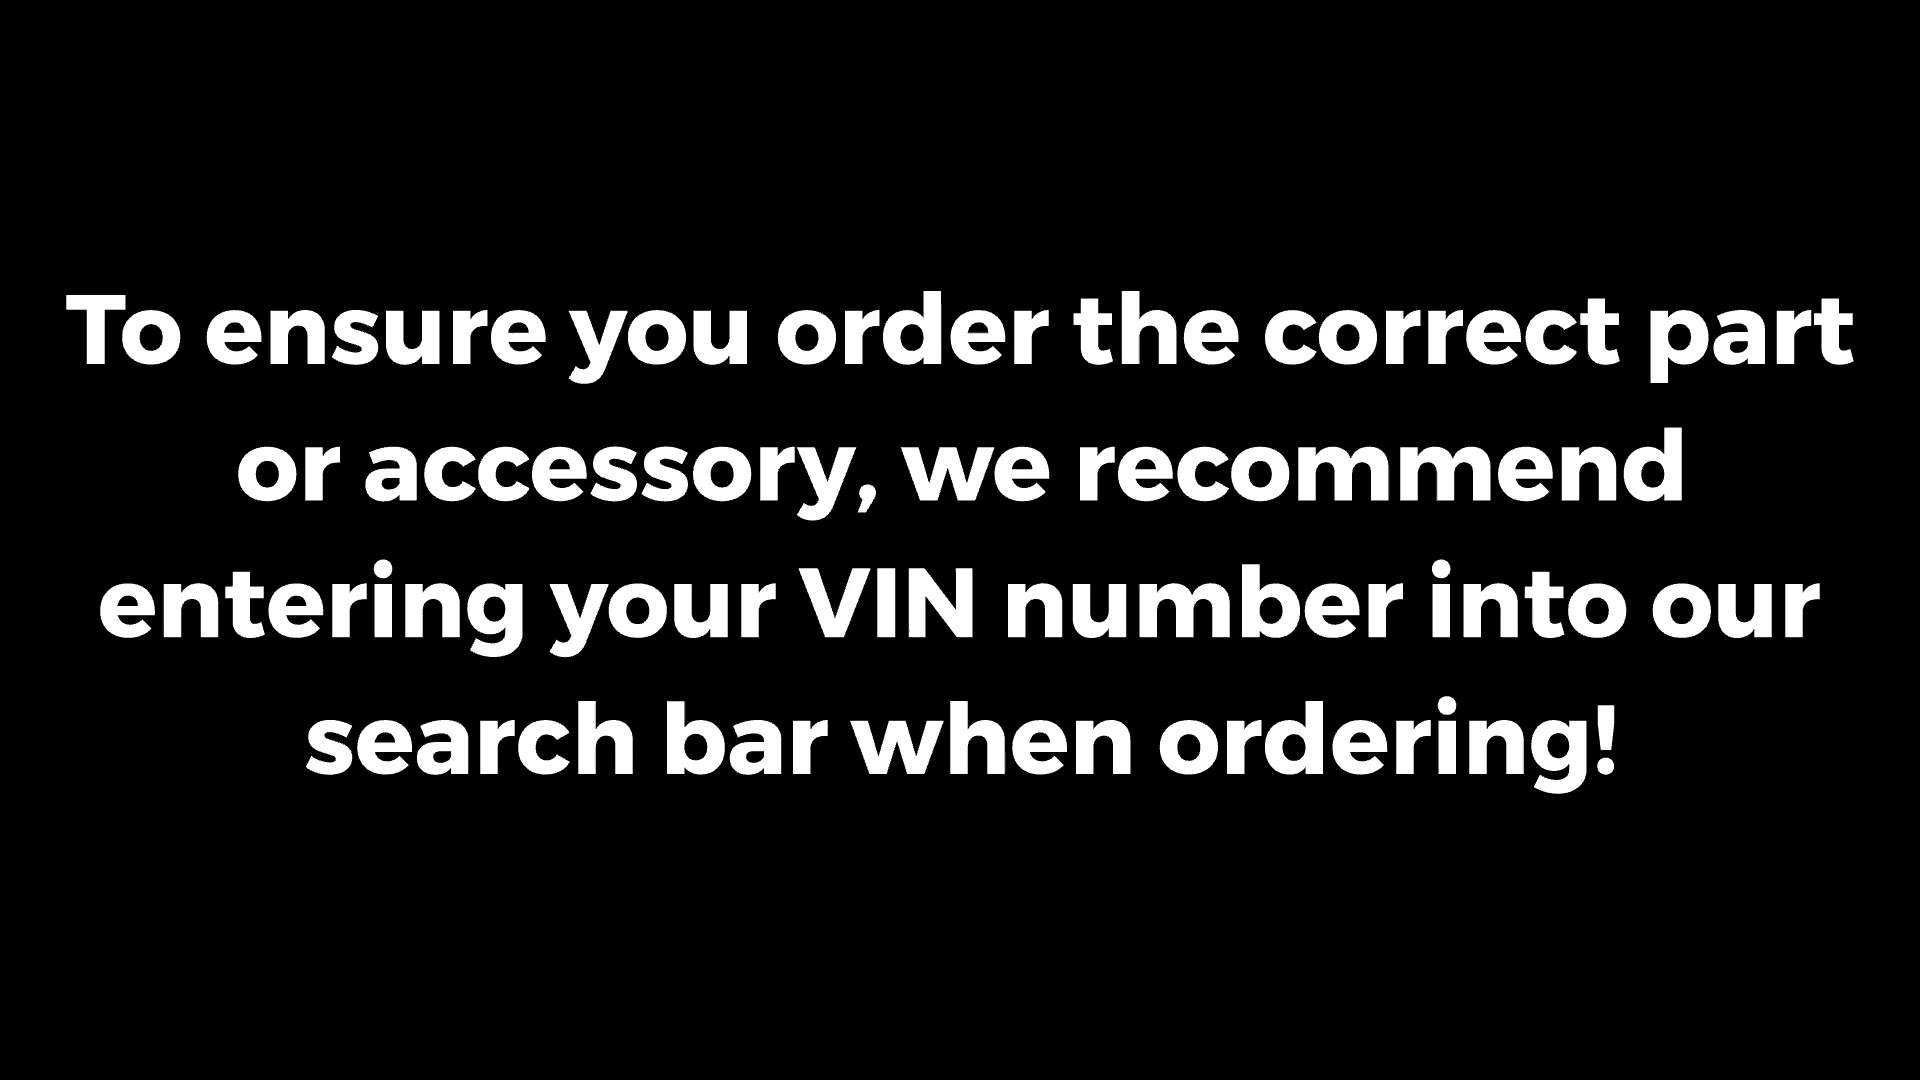 To ensure you order the correct part
or accessory, we recommend
entering your VIN number into our
search bar when ordering!